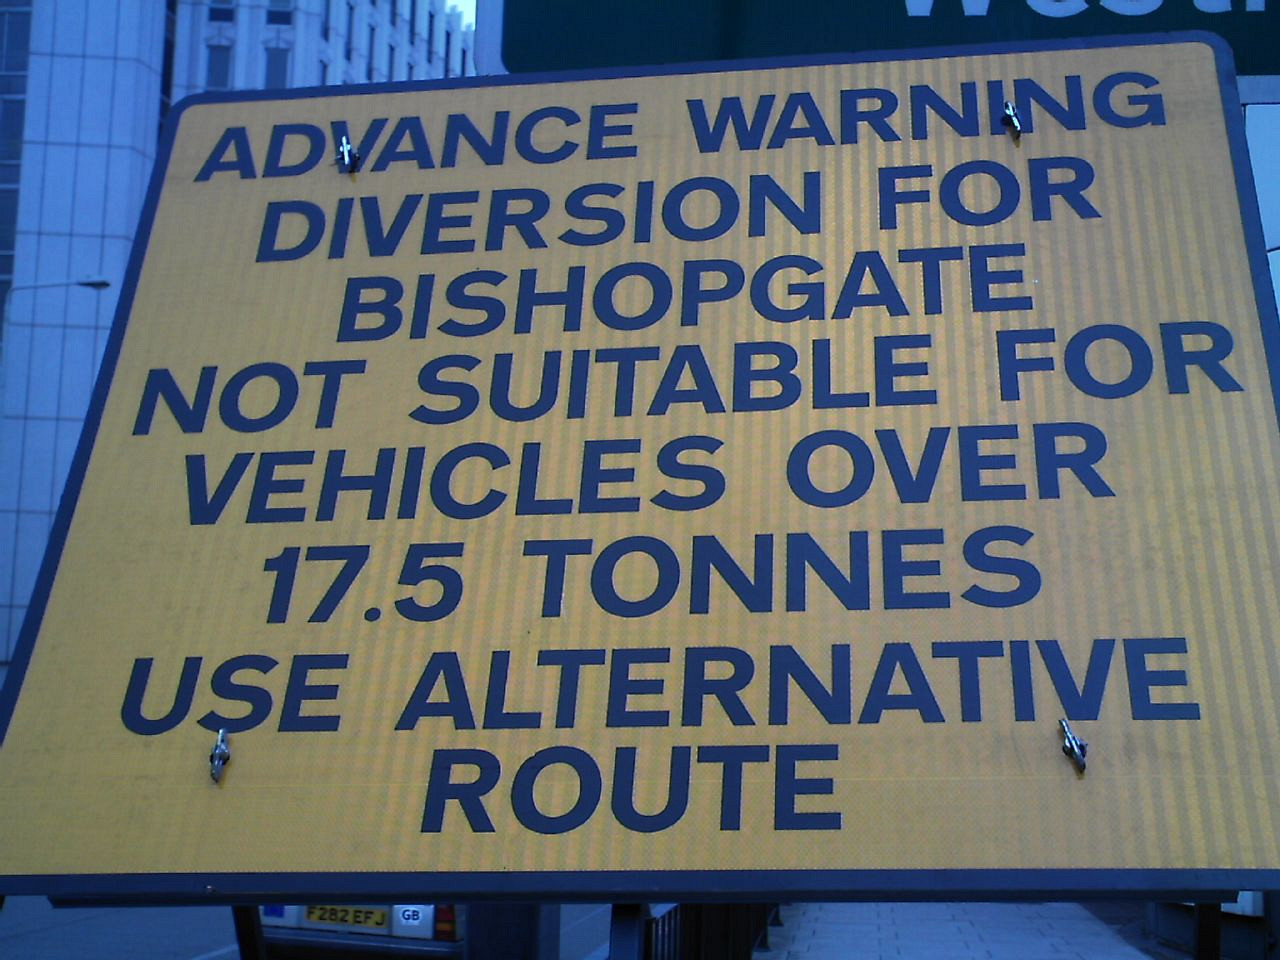 ADVANCE WARNING
DIVERSION FOR
BISHOPGATE
NOT SUITABLE FOR
VEHICLES OVER
17.5 TONNES
USE ALTERNATIVE
ROUTE
F282 EFJ
GB